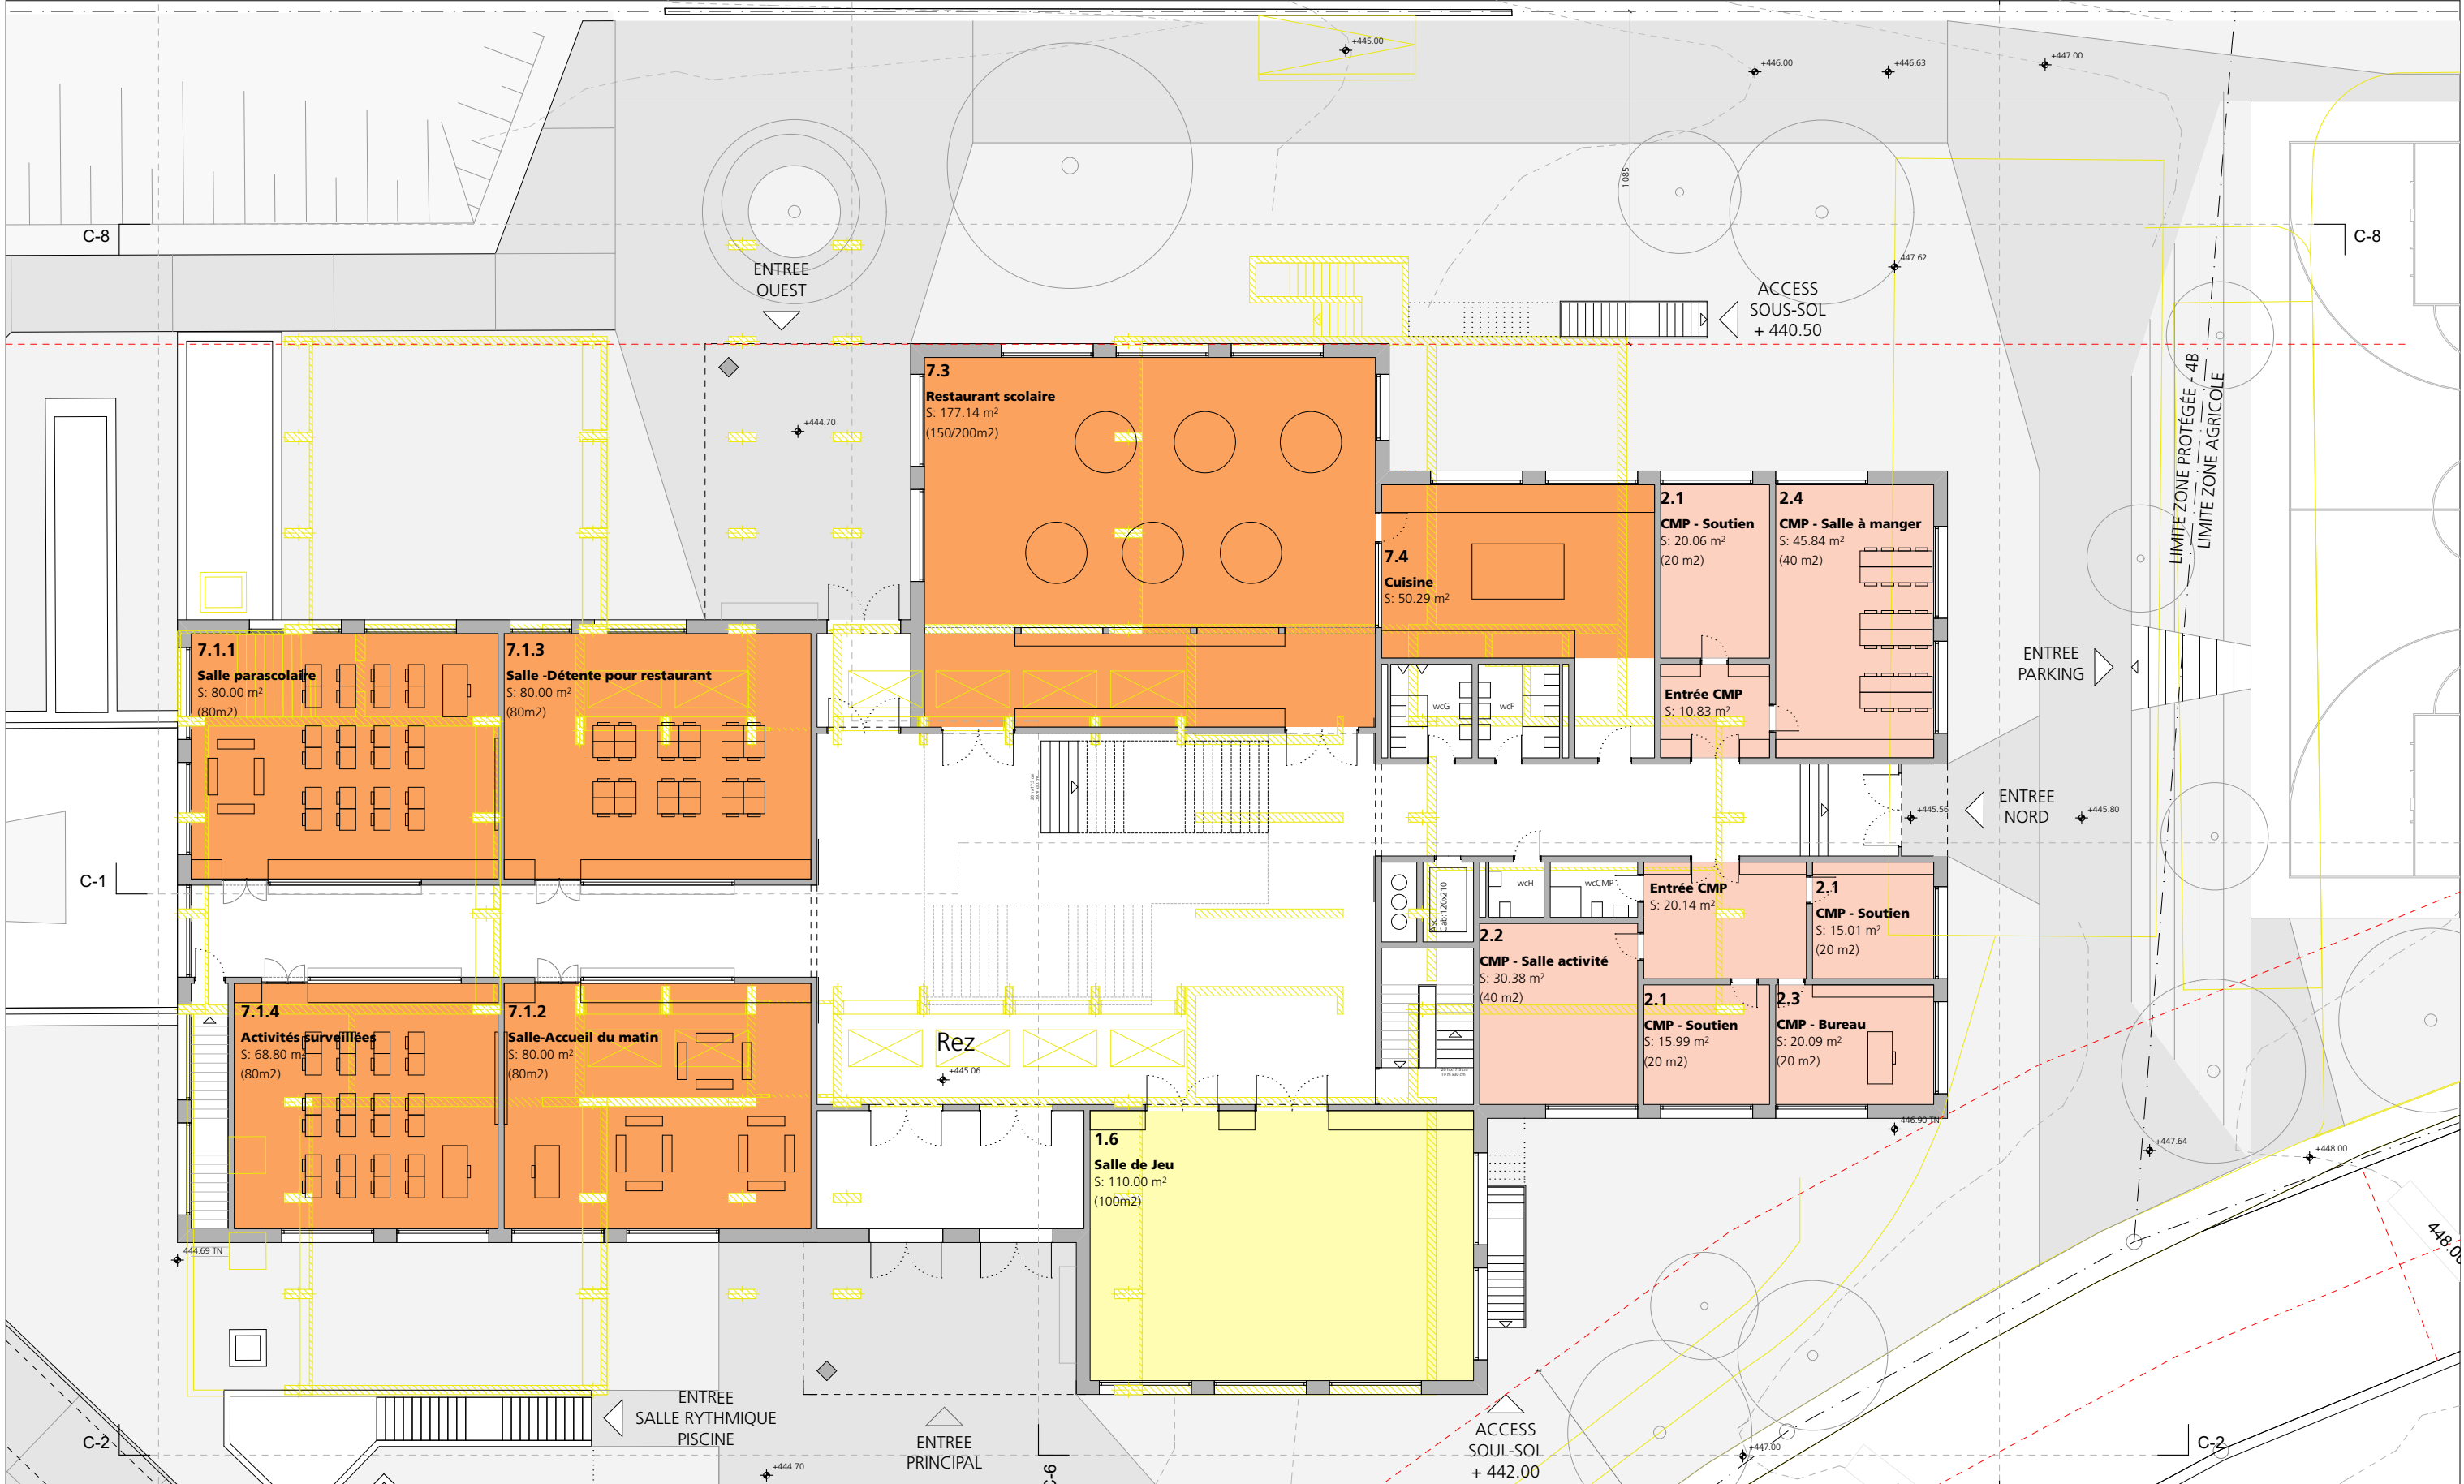 +445.00
+446.00
+446.63
+447.00
1085
C-8
C-8
ENTREE
OUEST
447.62
ACCESS
SOUS-SOL
+ 440.50
LIMITE ZONE PROTÉGÉE - 4B
LIMITE ZONE AGRICOLE
7.3
Restaurant scolaire
S: 177.14 m²
(150/200m2)
+444.70
2.1
CMP - Soutien
S: 20.06 m²
(20 m2)
2.4
CMP - Salle à manger
S: 45.84 m²
(40 m2)
7.4
Cuisine
S: 50.29 m²
7.1.1
Salle parascolaire
S: 80.00 m²
(80m2)
7.1.3
Salle -Détente pour restaurant
S: 80.00 m²
(80m2)
ENTREE
PARKING
Entrée CMP
S: 10.83 m²
wcG
wcF
ENTREE
NORD
+445.56
+445.80
C-1
wcH
wcCMP
Asc.
Cab:120x210
Entrée CMP
S: 20.14 m²
2.1
CMP - Soutien
S: 15.01 m²
(20 m2)
2.2
CMP - Salle activité
S: 30.38 m²
(40 m2)
2.1
CMP - Soutien
S: 15.99 m²
(20 m2)
2.3
CMP - Bureau
S: 20.09 m²
(20 m2)
7.1.4
Activités surveillées
S: 68.80 m²
(80m2)
7.1.2
Salle-Accueil du matin
S: 80.00 m²
(80m2)
Rez
+445.06
1.6
Salle de Jeu
S: 110.00 m²
(100m2)
446.90 TN
+447.64
+448.00
444.69 TN
ENTREE
SALLE RYTHMIQUE
PISCINE
ENTREE
PRINCIPAL
ACCESS
SOUL-SOL
+ 442.00
C-2
C-2
+447.00
+444.70
C-6